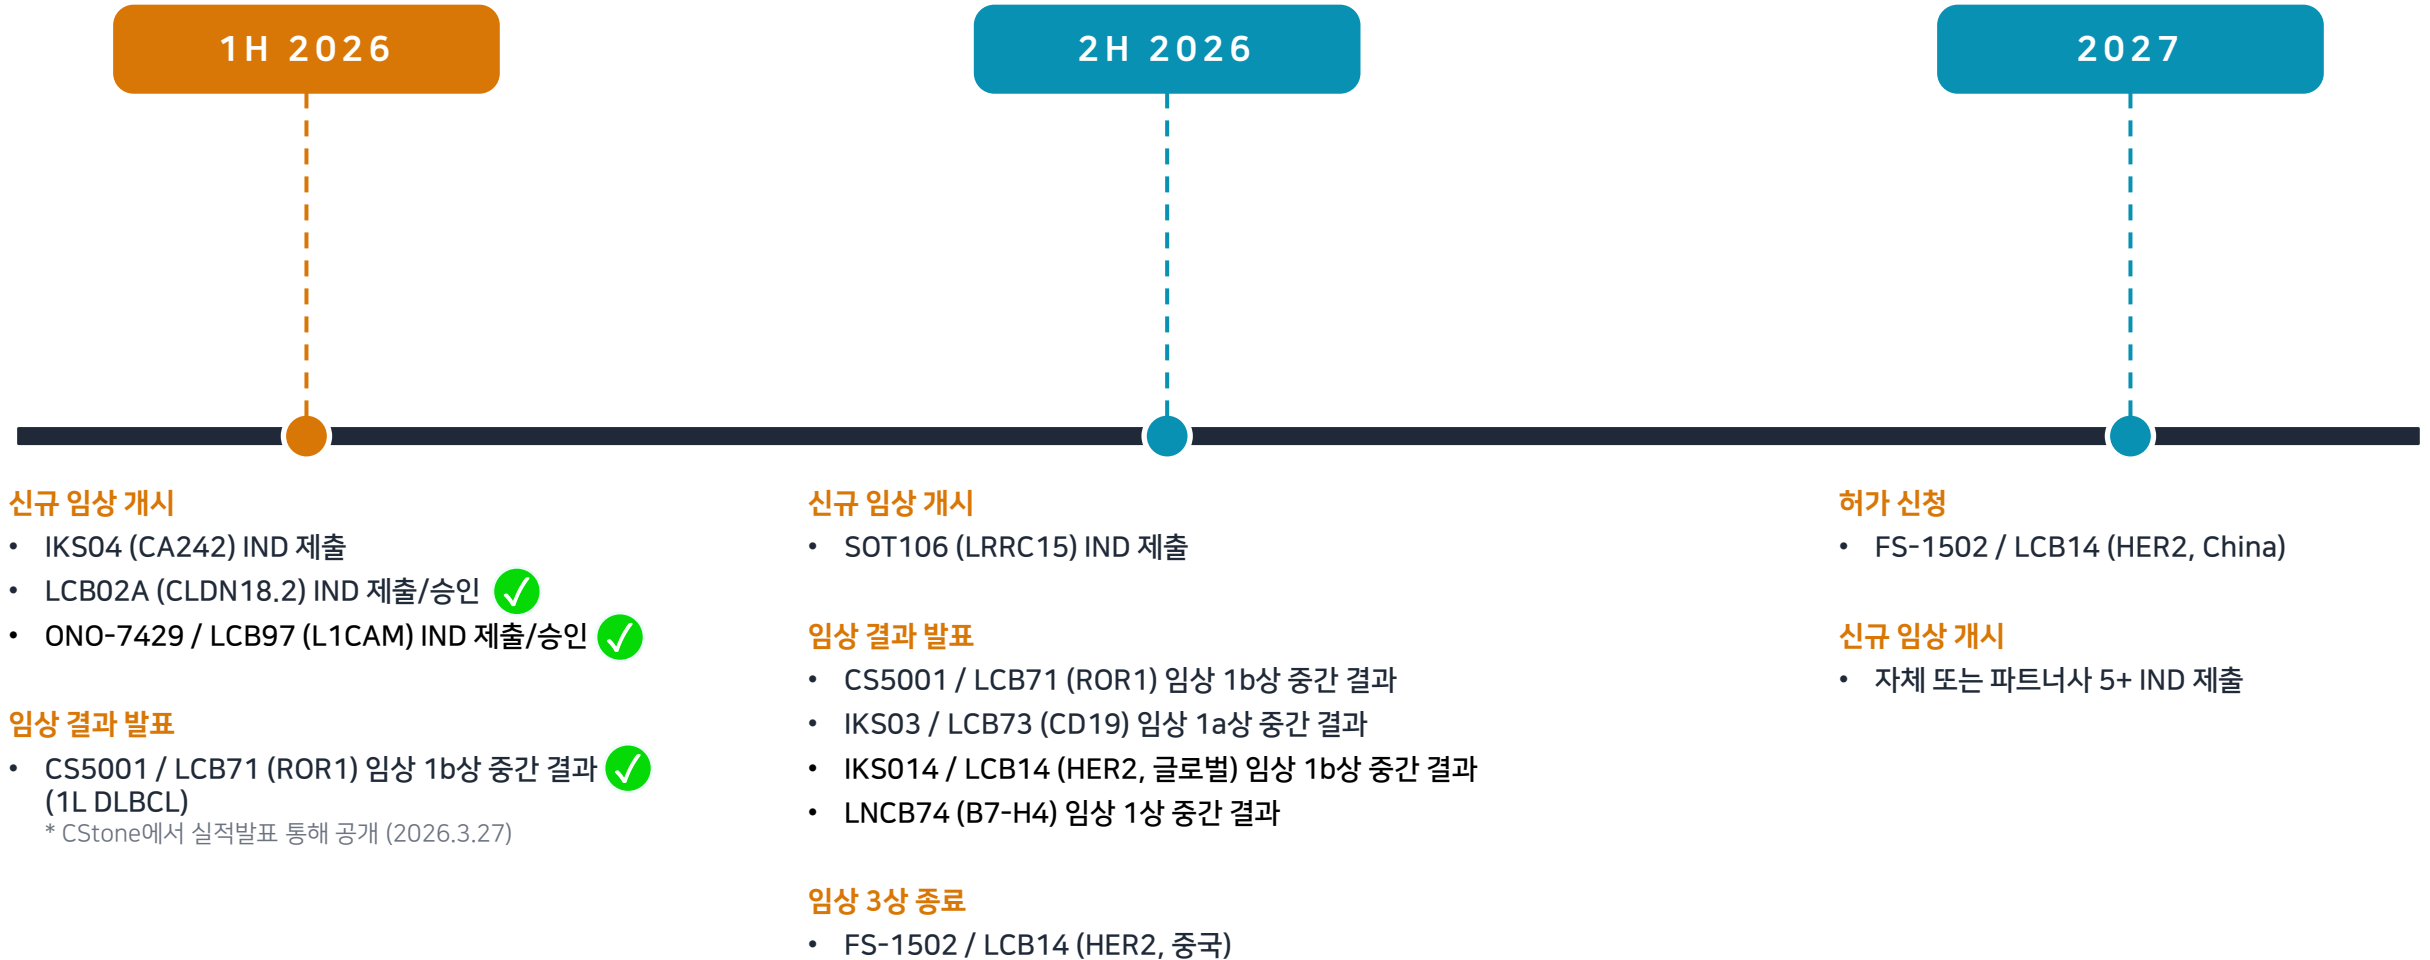 1H 2026
2H 2026
2027
신규 임상 개시
• IKS04 (CA242) IND 제출
• LCB02A (CLDN18.2) IND 제출/승인
• ONO-7429 / LCB97 (L1CAM) IND 제출/승인
임상 결과 발표
• CS5001 / LCB71 (ROR1) 임상 1b상 중간 결과
(1L DLBCL)
* CStone에서 실적발표 통해 공개 (2026.3.27)
신규 임상 개시
• SOT106 (LRRC15) IND 제출
임상 결과 발표
• CS5001 / LCB71 (ROR1) 임상 1b상 중간 결과
• IKS03 / LCB73 (CD19) 임상 1a상 중간 결과
• IKS014 / LCB14 (HER2, 글로벌) 임상 1b상 중간 결과
• LNCB74 (B7-H4) 임상 1상 중간 결과
임상 3상 종료
• FS-1502 / LCB14 (HER2, 중국)
허가 신청
• FS-1502 / LCB14 (HER2, China)
신규 임상 개시
• 자체 또는 파트너사 5+ IND 제출